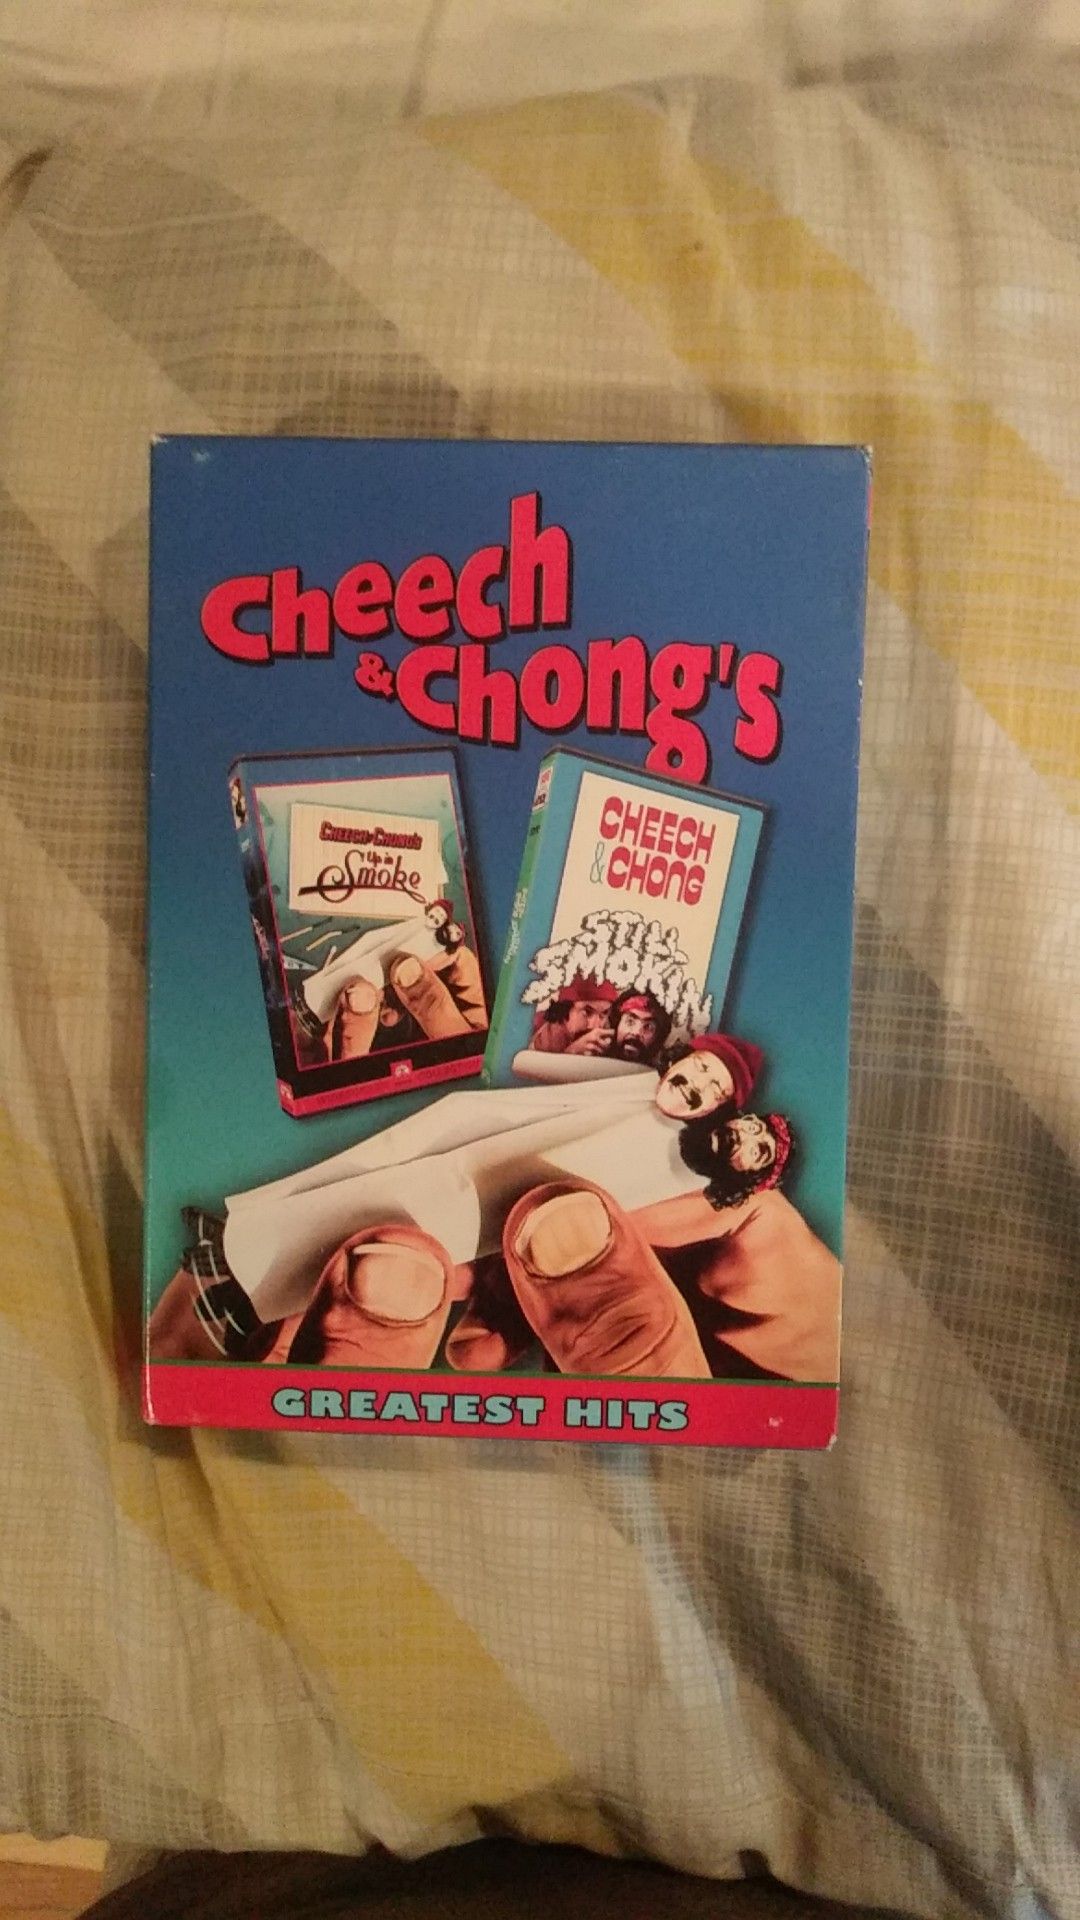 Cheech
& Chong's
CHEECH & CHONG'S
Up in
Smoke
CHEECH
& CHONG
STILL
SMOKIN
GREATEST HITS